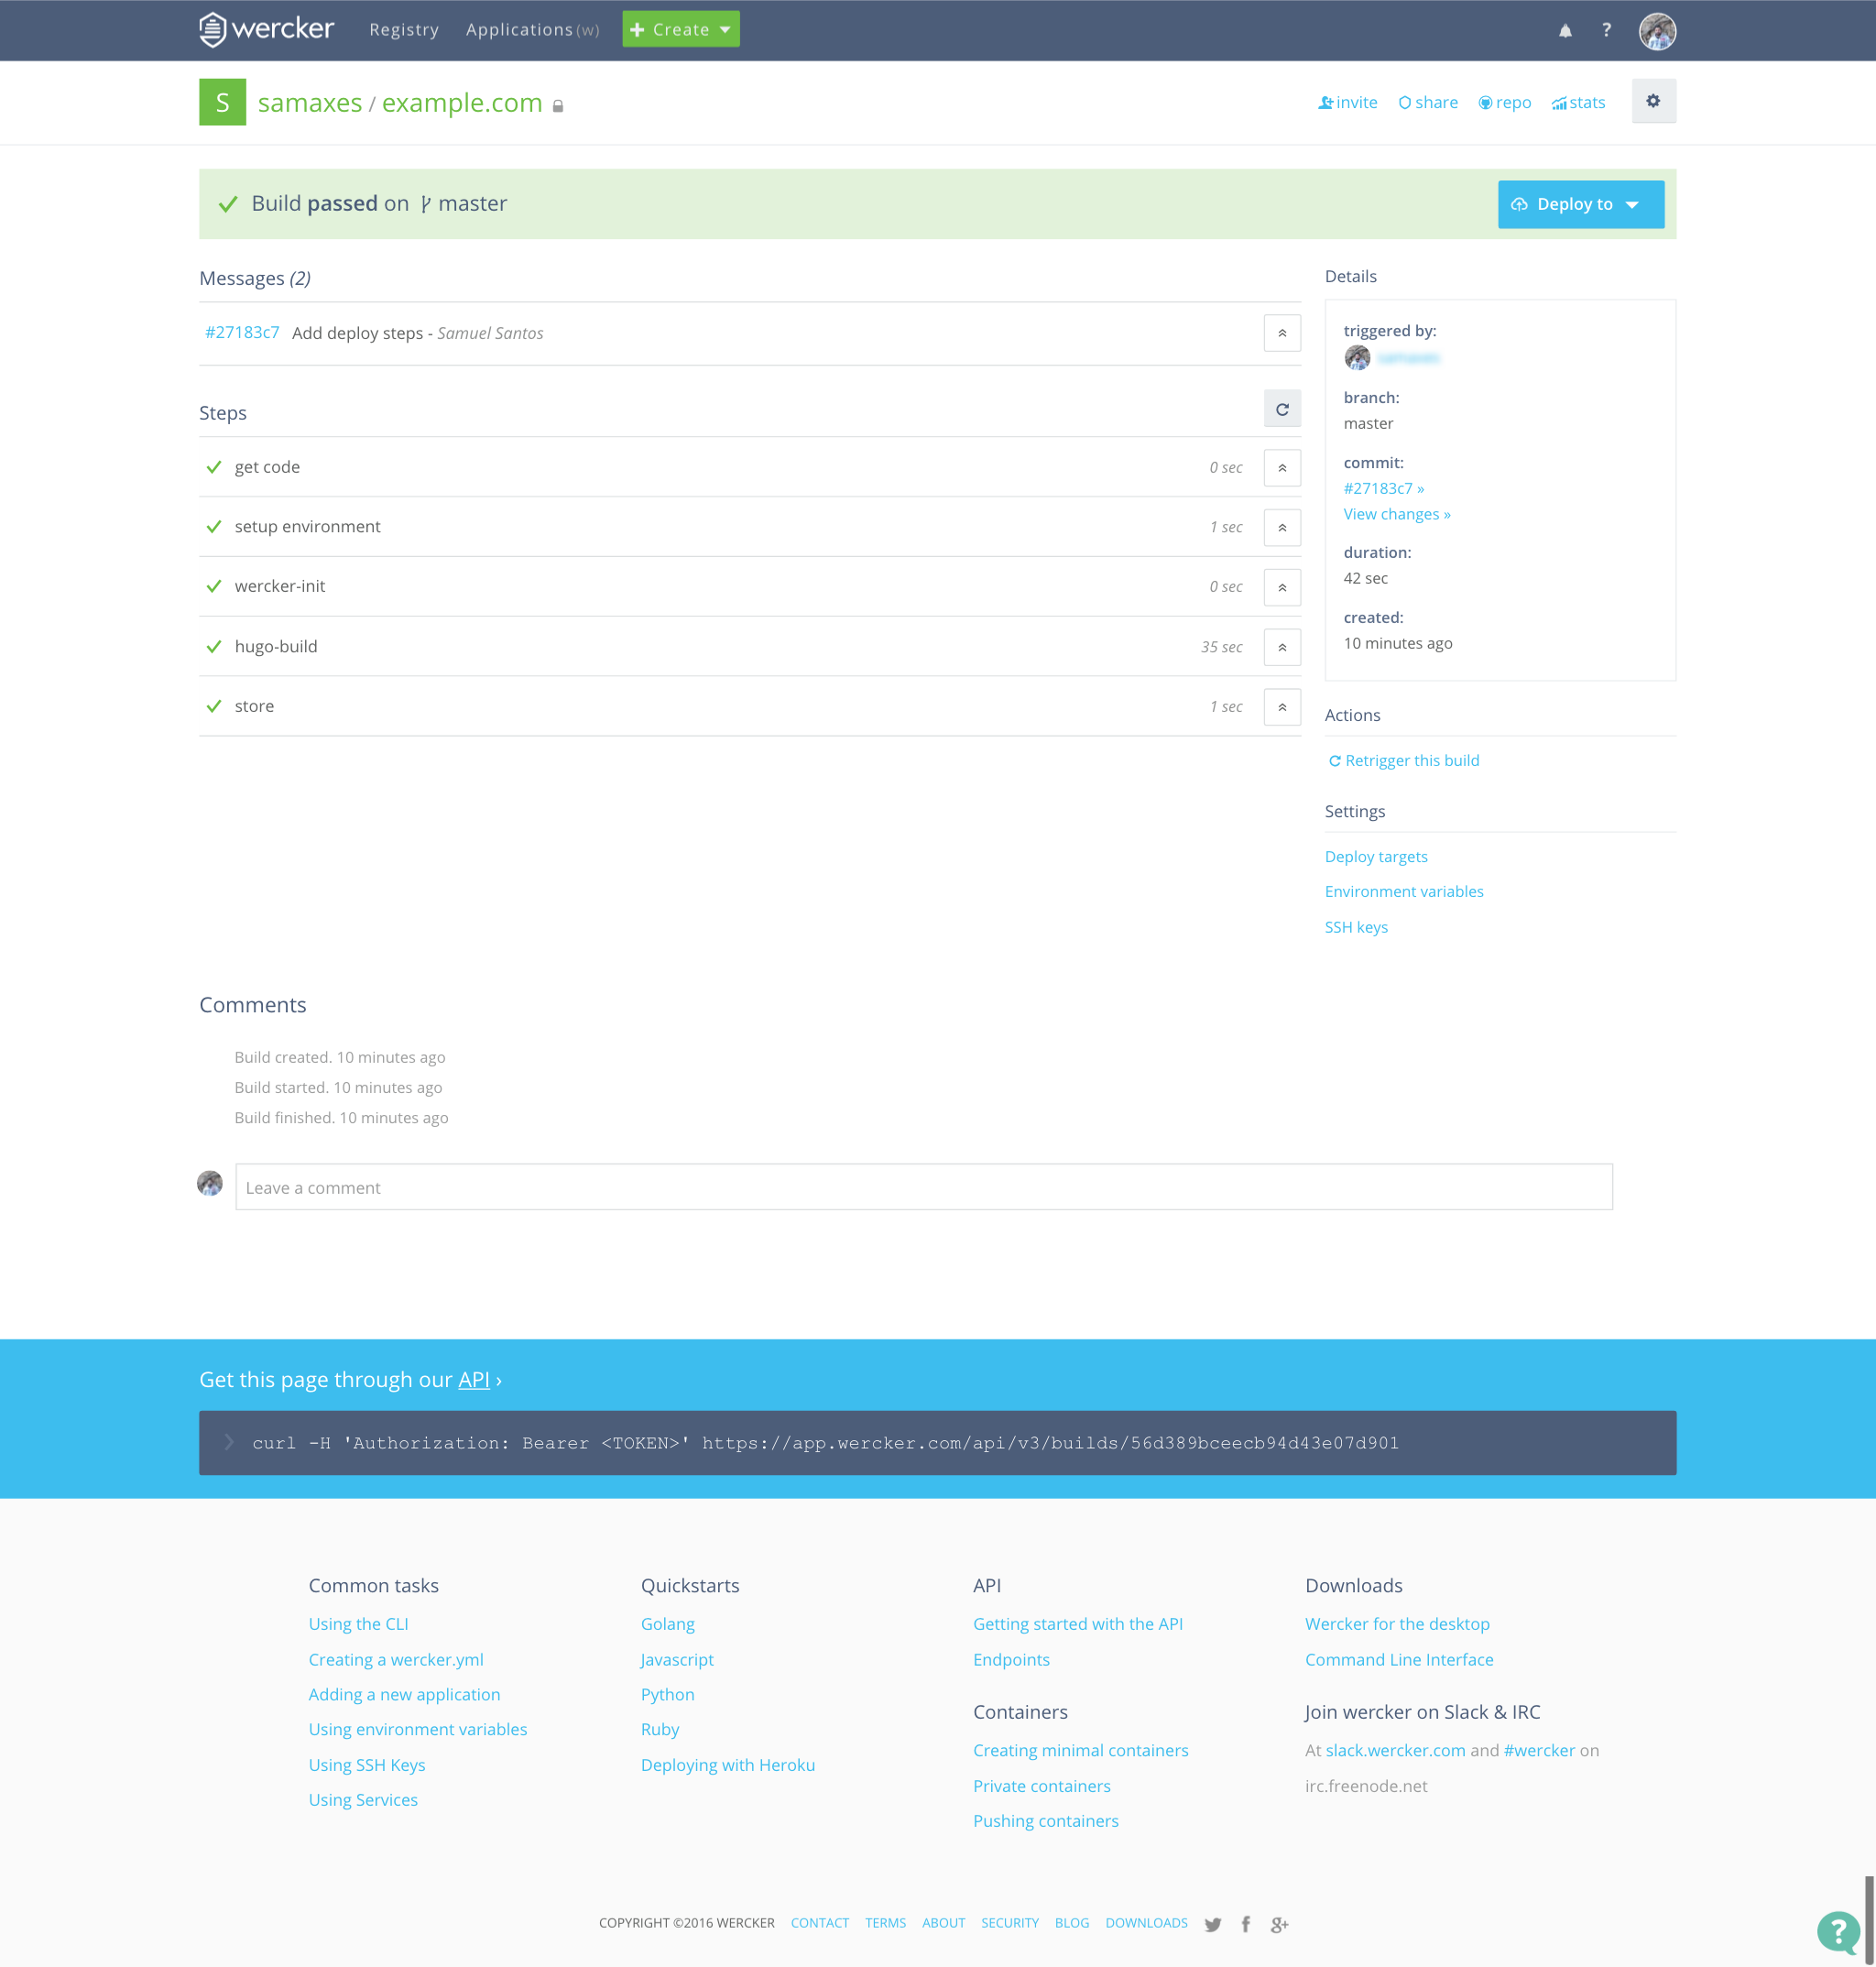 wercker Registry Applications(w) + Create ?
S samaxes / example.com invite share repo stats
Build passed on master Deploy to
Messages (2)
#27183c7 Add deploy steps - Samuel Santos
Steps
get code 0 sec
setup environment 1 sec
wercker-init 0 sec
hugo-build 35 sec
store 1 sec
Details
triggered by:
branch:
master
commit:
#27183c7 »
View changes »
duration:
42 sec
created:
10 minutes ago
Actions
Retrigger this build
Settings
Deploy targets
Environment variables
SSH keys
Comments
Build created. 10 minutes ago
Build started. 10 minutes ago
Build finished. 10 minutes ago
Leave a comment
Get this page through our API ›
curl -H 'Authorization: Bearer <TOKEN>' https://app.wercker.com/api/v3/builds/56d389bceecb94d43e07d901
Common tasks
Using the CLI
Creating a wercker.yml
Adding a new application
Using environment variables
Using SSH Keys
Using Services
Quickstarts
Golang
Javascript
Python
Ruby
Deploying with Heroku
API
Getting started with the API
Endpoints
Containers
Creating minimal containers
Private containers
Pushing containers
Downloads
Wercker for the desktop
Command Line Interface
Join wercker on Slack & IRC
At slack.wercker.com and #wercker on
irc.freenode.net
COPYRIGHT ©2016 WERCKER CONTACT TERMS ABOUT SECURITY BLOG DOWNLOADS
?